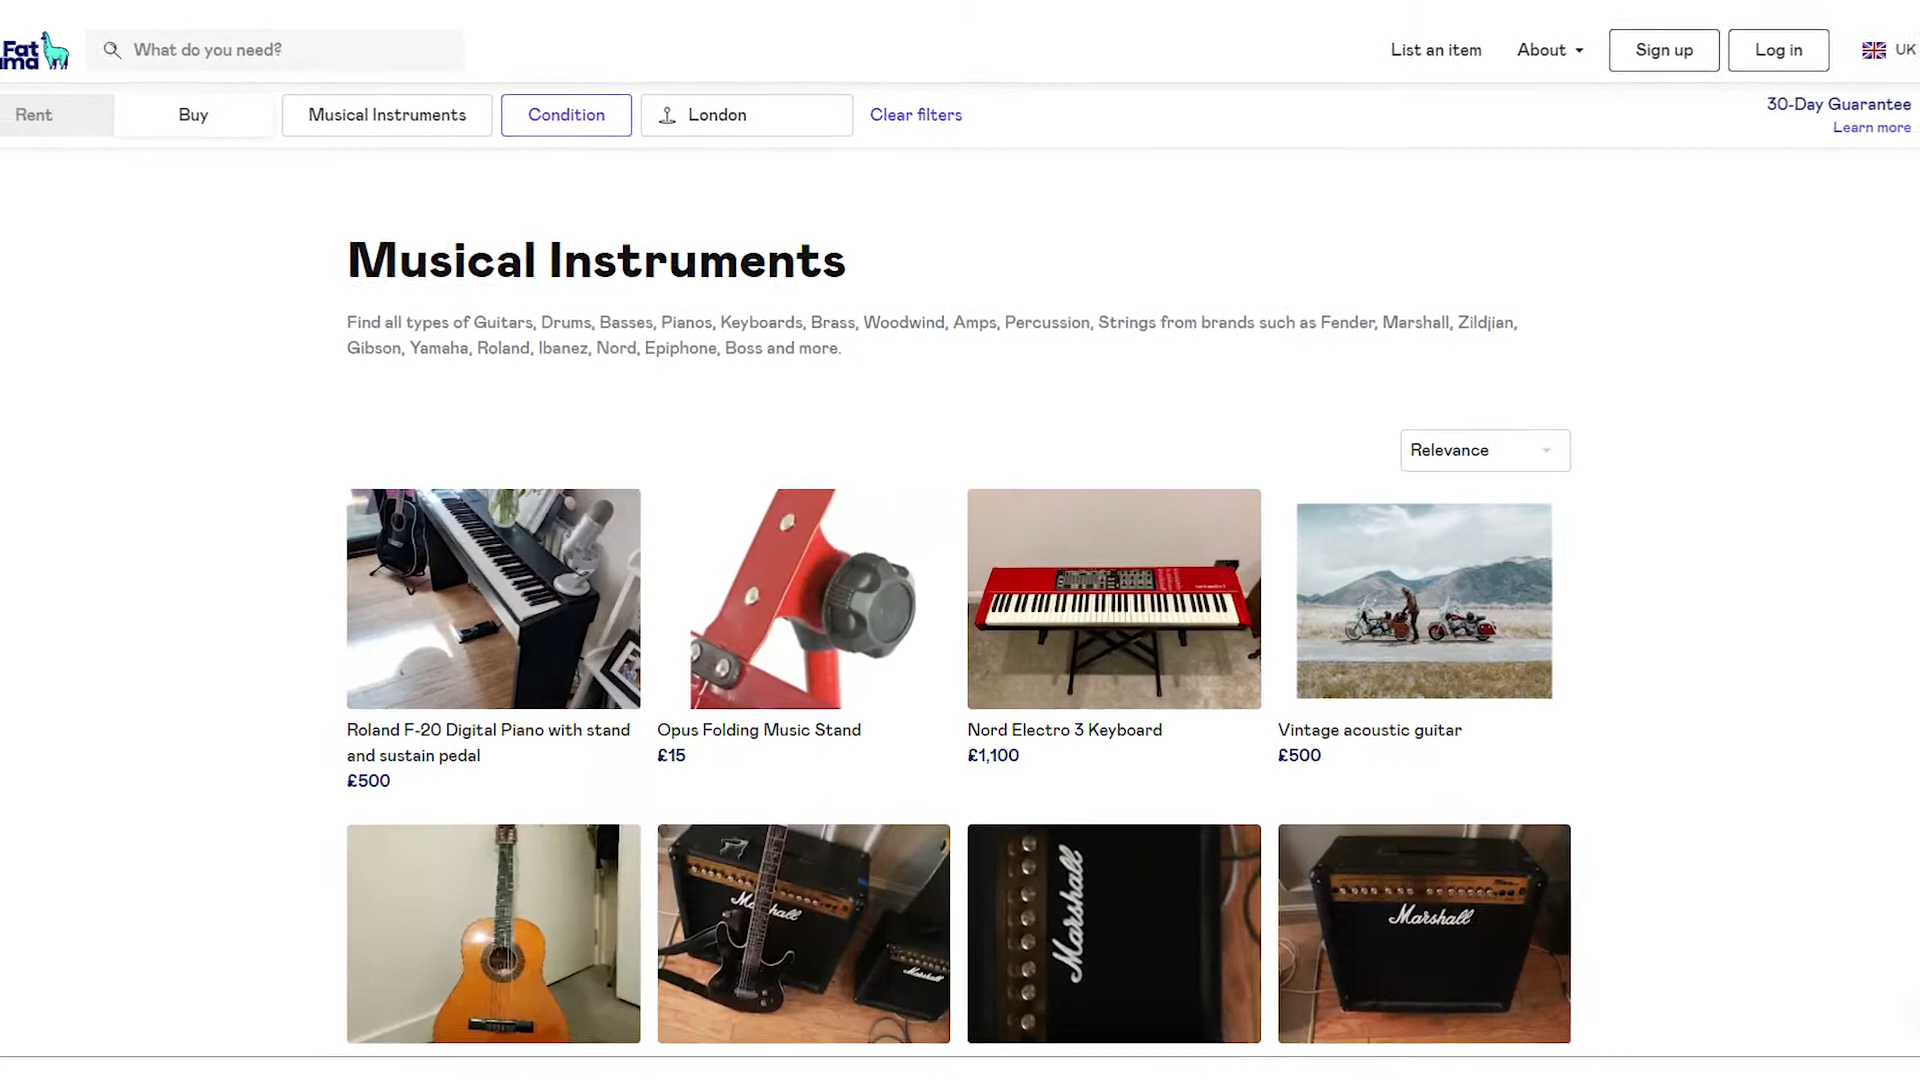 Fat
What do you need?
List an item
About
Sign up
Log in
UK
Rent
Buy
Musical Instruments
Condition
London
Clear filters
30-Day Guarantee
Learn more
Musical Instruments
Find all types of Guitars, Drums, Basses, Pianos, Keyboards, Brass, Woodwind, Amps, Percussion, Strings from brands such as Fender, Marshall, Zildjian,
Gibson, Yamaha, Roland, Ibanez, Nord, Epiphone, Boss and more.
Relevance
Roland F-20 Digital Piano with stand
and sustain pedal
£500
Opus Folding Music Stand
£15
Nord Electro 3 Keyboard
£1,100
Vintage acoustic guitar
£500
Marshall
Marshall
Marshall
Marshall